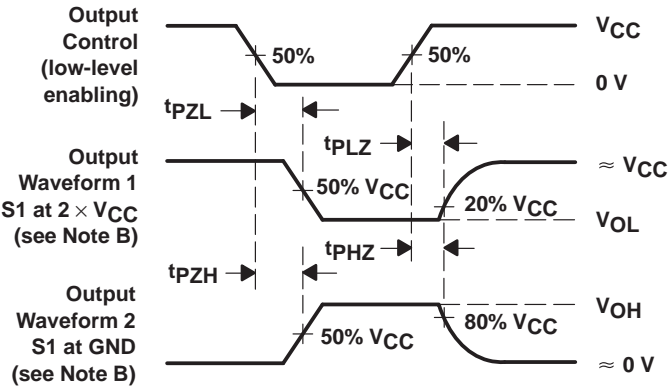 Output
Control
(low-level
enabling)
50%
50%
VCC
0 V
tPZL
tPLZ
Output
Waveform 1
S1 at 2 × VCC
(see Note B)
50% VCC
20% VCC
≈ VCC
VOL
tPZH
tPHZ
Output
Waveform 2
S1 at GND
(see Note B)
50% VCC
80% VCC
VOH
≈ 0 V